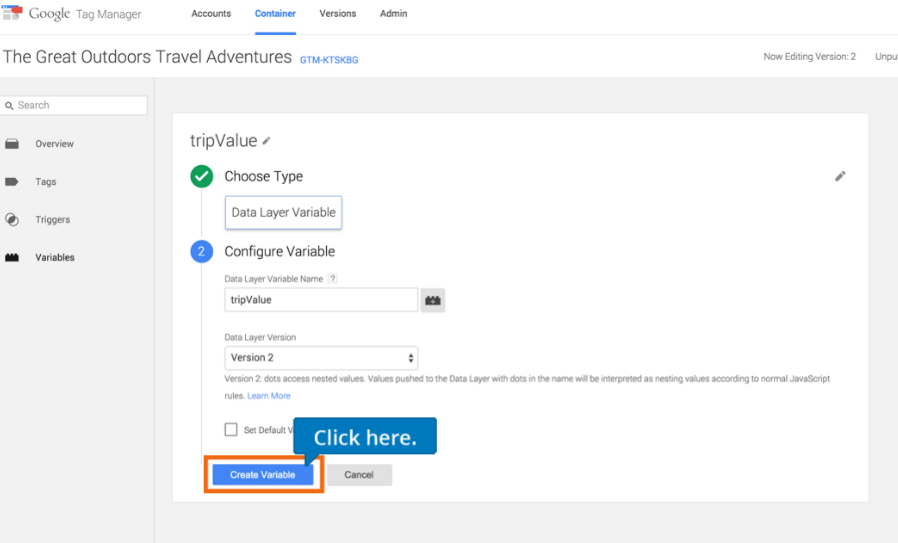 Google Tag Manager
Accounts
Container
Versions
Admin
The Great Outdoors Travel Adventures GTM-KTSKBG
Now Editing Version: 2
Search
Overview
Tags
Triggers
Variables
tripValue
Choose Type
Data Layer Variable
2 Configure Variable
Data Layer Variable Name ?
tripValue
Data Layer Version
Version 2
Version 2: dots access nested values. Values pushed to the Data Layer with dots in the name will be interpreted as nesting values according to normal JavaScript
rules. Learn More
Set Default
Click here.
Create Variable
Cancel